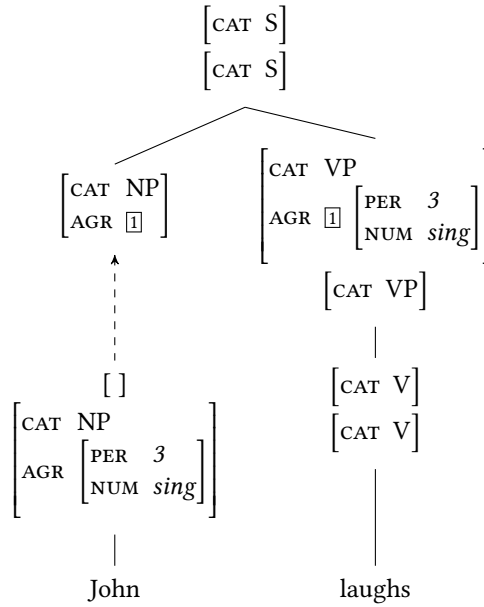 [CAT S]
[CAT S]
[CAT NP
AGR 1]
[CAT VP
AGR 1 [PER 3
NUM sing]]
[CAT VP]
[ ]
[CAT NP
AGR [PER 3
NUM sing]]
[CAT V]
[CAT V]
John laughs